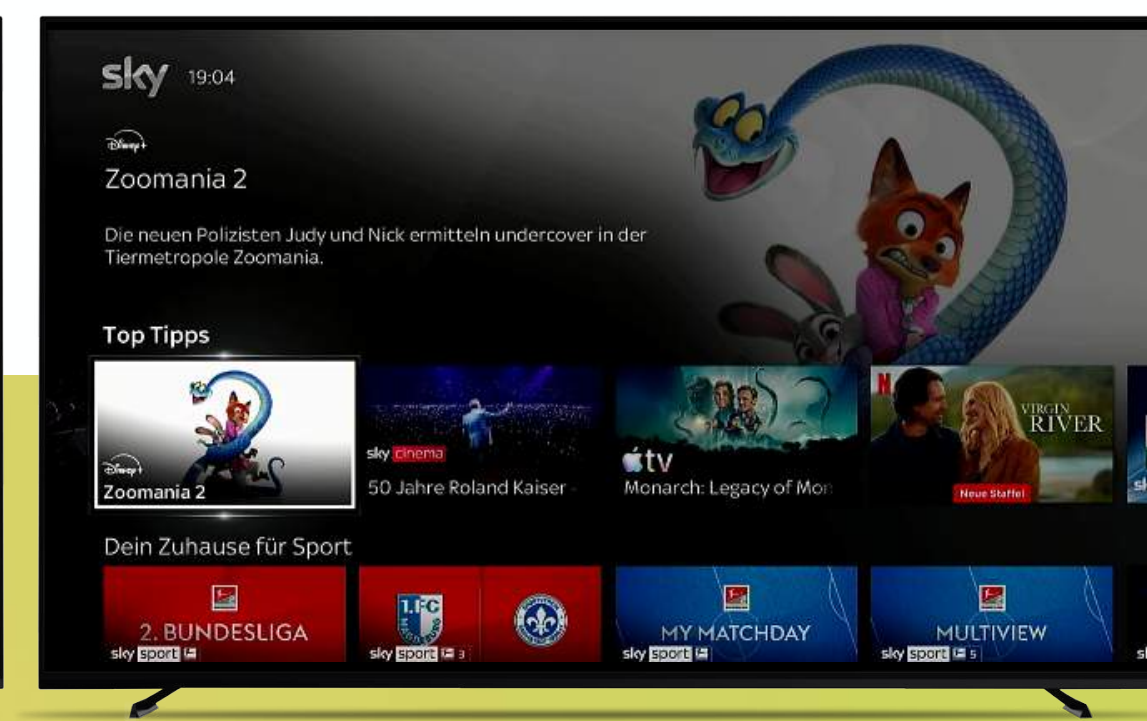 sky 19:04
Disney+
Zoomania 2
Die neuen Polizisten Judy und Nick ermitteln undercover in der
Tiermetropole Zoomania.
Top Tipps
Disney+
Zoomania 2
sky cinema
50 Jahre Roland Kaiser -
tv
Monarch: Legacy of Mon
N
VIRGIN
RIVER
Neue Staffel
Dein Zuhause für Sport
2. BUNDESLIGA
sky sport
1.FC
MAGDEBURG
sky sport 3
MY MATCHDAY
sky sport
MULTIVIEW
sky sport 5